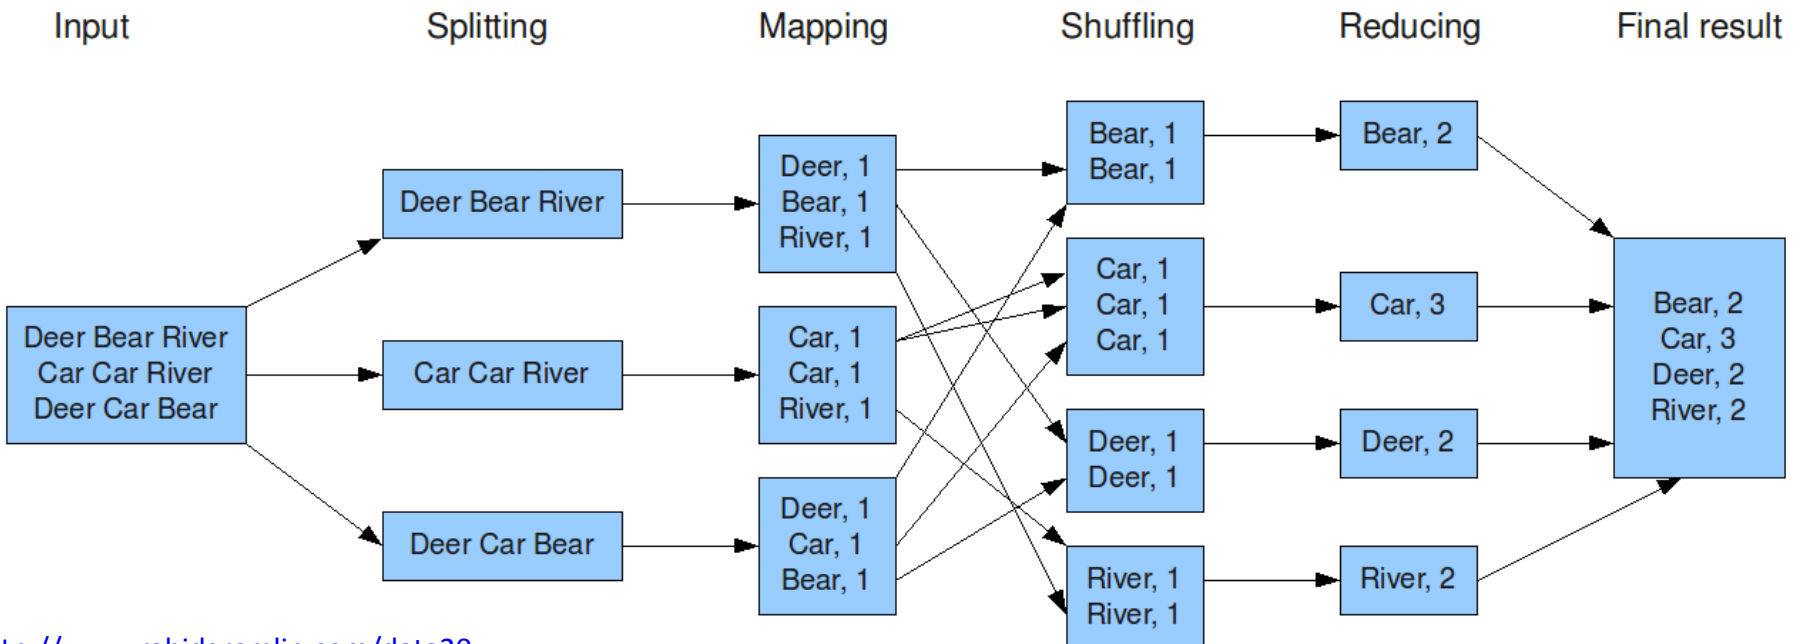 Input
Splitting
Mapping
Shuffling
Reducing
Final result
Deer Bear River
Car Car River
Deer Car Bear
Deer Bear River
Car Car River
Deer Car Bear
Deer, 1
Bear, 1
River, 1
Car, 1
Car, 1
River, 1
Deer, 1
Car, 1
Bear, 1
Bear, 1
Bear, 1
Car, 1
Car, 1
Car, 1
Deer, 1
Deer, 1
River, 1
River, 1
Bear, 2
Car, 3
Deer, 2
River, 2
Bear, 2
Car, 3
Deer, 2
River, 2